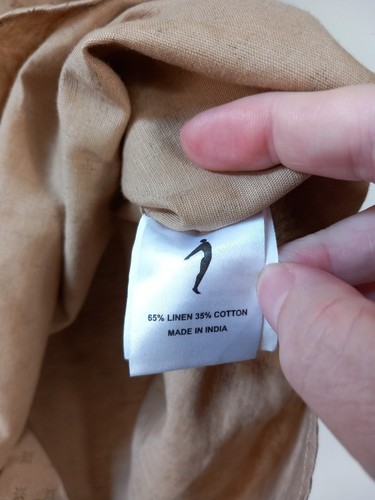 65% LINEN 35% COTTON
MADE IN INDIA